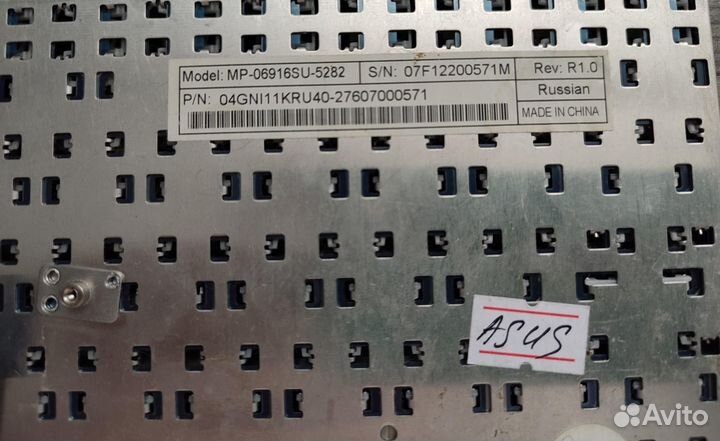 Model: MP-06916SU-5282 S/N: 07F12200571M Rev: R1.0
P/N: 04GNI11KRU40-27607000571 Russian
MADE IN CHINA
ASUS
Avito